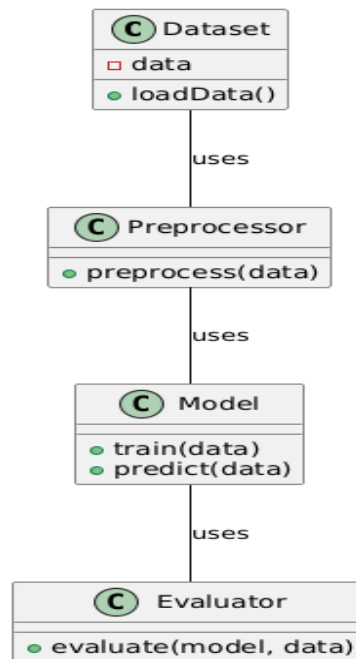 C Dataset
data
loadData()
uses
C Preprocessor
preprocess(data)
uses
C Model
train(data)
predict(data)
uses
C Evaluator
evaluate(model, data)